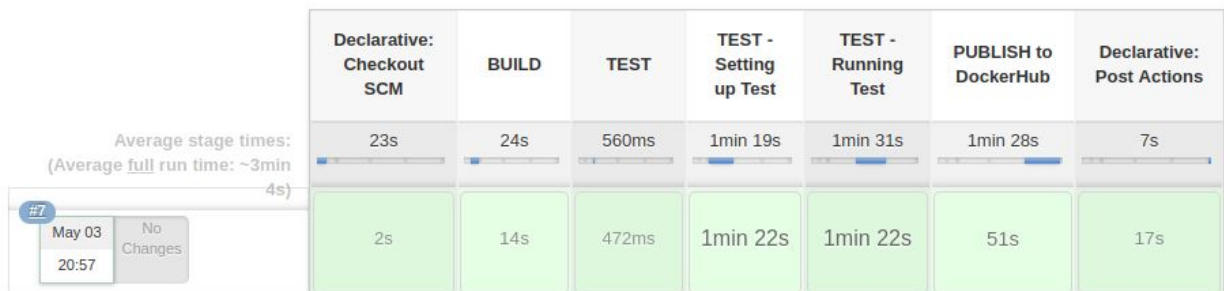 Declarative:
Checkout
SCM
BUILD
TEST
TEST -
Setting
up Test
TEST -
Running
Test
PUBLISH to
DockerHub
Declarative:
Post Actions
Average stage times:
(Average full run time: ~3min
4s)
23s
24s
560ms
1min 19s
1min 31s
1min 28s
7s
#7
May 03
20:57
No
Changes
2s
14s
472ms
1min 22s
1min 22s
51s
17s